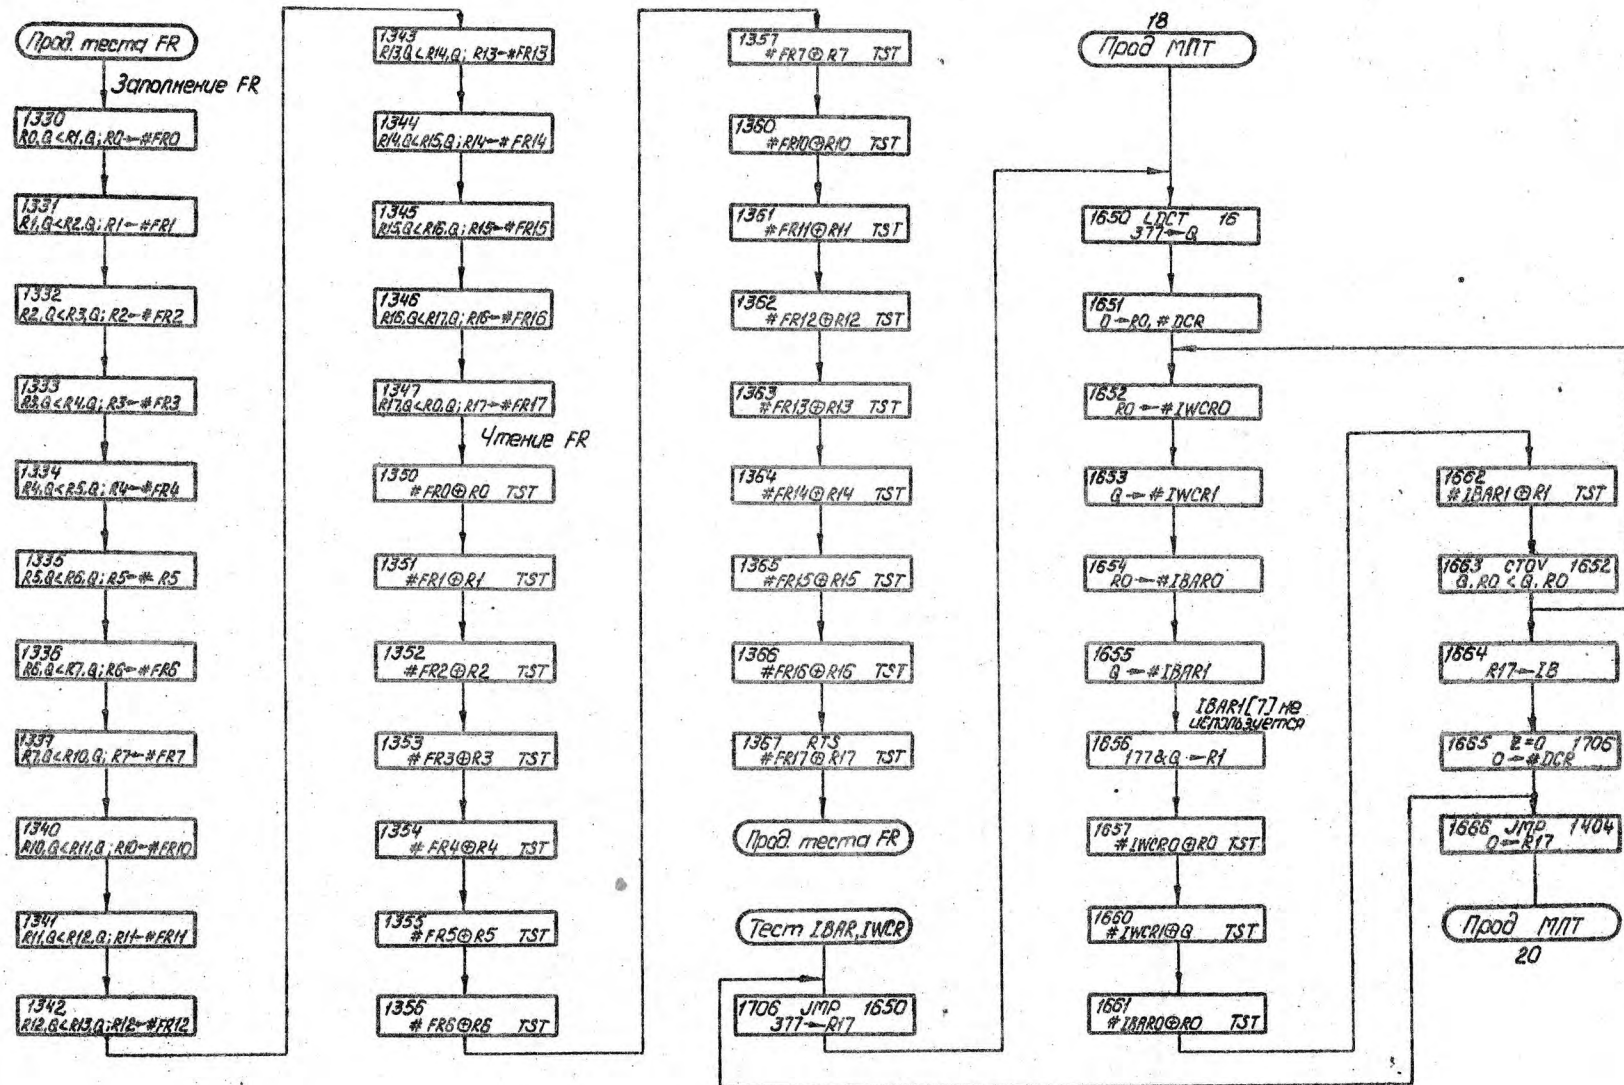 Прод. теста FR
Заполнение FR
1330
R0,Q<R1,Q; R0→#FR0
1331
R1,Q<R2,Q; R1→#FR1
1332
R2,Q<R3,Q; R2→#FR2
1333
R3,Q<R4,Q; R3→#FR3
1334
R4,Q<R5,Q; R4→#FR4
1335
R5,Q<R6,Q; R5→# R5
1336
R6,Q<R7,Q; R6→#FR6
1337
R7,Q<R10,Q; R7→#FR7
1340
R10,Q<R11,Q; R10→#FR10
1341
R11,Q<R12,Q; R11→#FR11
1342
R12,Q<R13,Q; R12→#FR12
1343
R13,Q<R14,Q; R13→#FR13
1344
R14,Q<R15,Q; R14→#FR14
1345
R15,Q<R16,Q; R15→#FR15
1346
R16,Q<R17,Q; R16→#FR16
1347
R17,Q<R0,Q; R17→#FR17
Чтение FR
1350
#FR0⊕R0 TST
1351
#FR1⊕R1 TST
1352
#FR2⊕R2 TST
1353
#FR3⊕R3 TST
1354
#FR4⊕R4 TST
1355
#FR5⊕R5 TST
1356
#FR6⊕R6 TST
1357
#FR7⊕R7 TST
1360
#FR10⊕R10 TST
1361
#FR11⊕R11 TST
1362
#FR12⊕R12 TST
1363
#FR13⊕R13 TST
1364
#FR14⊕R14 TST
1365
#FR15⊕R15 TST
1366
#FR16⊕R16 TST
1367 RTS
#FR17⊕R17 TST
Прод. теста FR
Тест IBAR,IWCR
1706 JMP 1650
377→R17
18
Прод МПТ
1650 LDCT 16
377→Q
1651
0→R0, #DCR
1652
R0→#IWCR0
1653
Q→#IWCR1
1654
R0→#IBAR0
1655
Q→#IBAR1
IBAR1[7] не
используется
1656
177&Q→R1
1657
#IWCR0⊕R0 TST
1660
#IWCR1⊕Q TST
1661
#IBAR0⊕R0 TST
1662
#IBAR1⊕R1 TST
1663 CTOV 1652
Q,R0<Q,R0
1664
R17→IB
1665 Z=0 1706
0→#DCR
1666 JMP 1404
0→R17
Прод МПТ
20